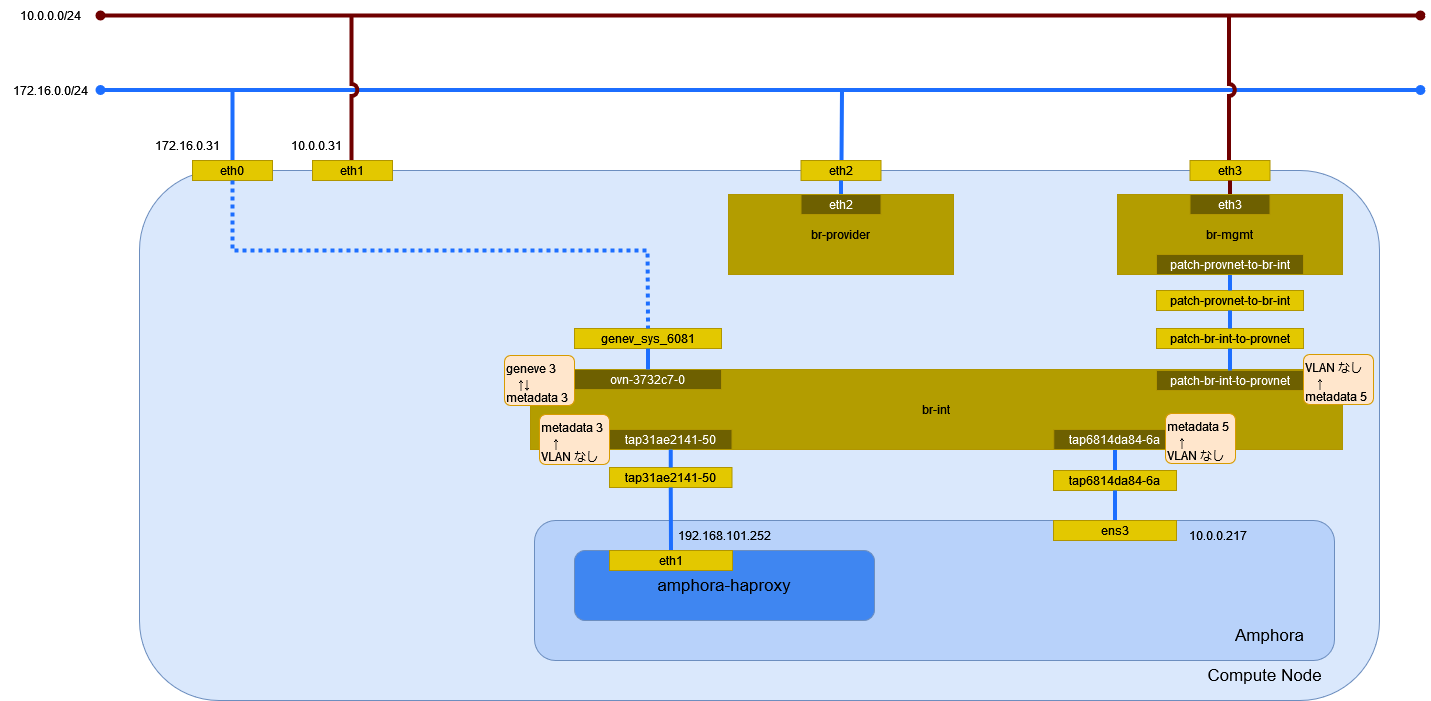 10.0.0.0/24
172.16.0.0/24
172.16.0.31
10.0.0.31
eth0
eth1
eth2
eth3
eth2
eth3
br-provider
br-mgmt
patch-provnet-to-br-int
patch-provnet-to-br-int
genev_sys_6081
patch-br-int-to-provnet
geneve 3
↑↓
metadata 3
ovn-3732c7-0
patch-br-int-to-provnet
VLAN なし
↑
metadata 5
br-int
metadata 3
↑
VLAN なし
tap31ae2141-50
tap6814da84-6a
metadata 5
↑
VLAN なし
tap31ae2141-50
tap6814da84-6a
192.168.101.252
ens3
10.0.0.217
eth1
amphora-haproxy
Amphora
Compute Node